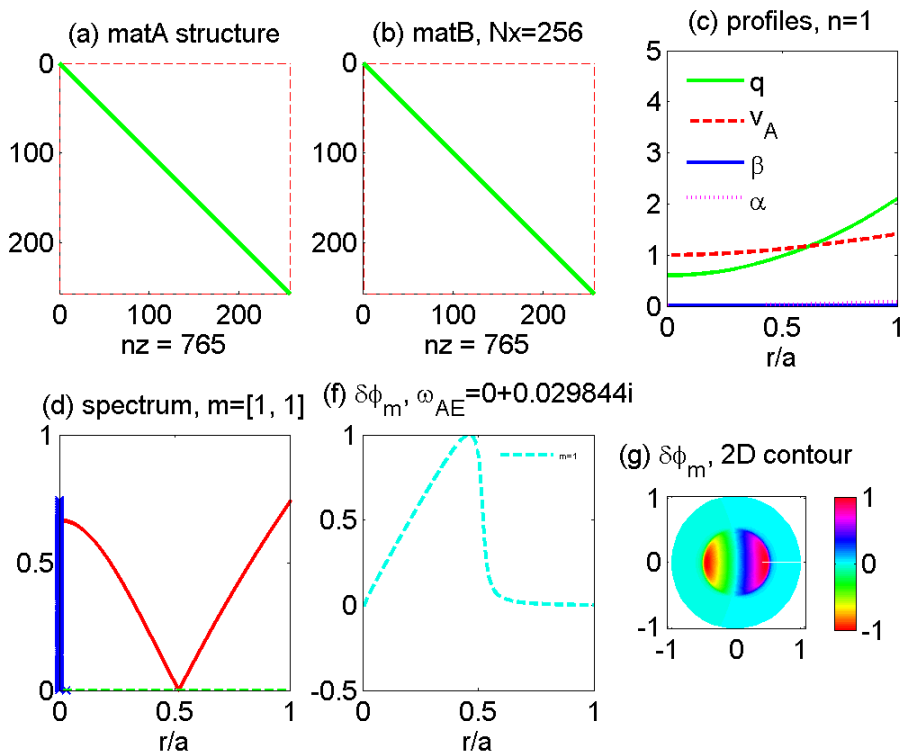 (a) matA structure
0
100
200
0
100
200
nz = 765
(b) matB, Nx=256
0
100
200
0
100
200
nz = 765
(c) profiles, n=1
5
4
3
2
1
0
q
v_A
β
α
0
0.5
1
r/a
(d) spectrum, m=[1, 1]
1
0.5
0
0
0.5
1
r/a
(f) δϕ_m, ω_AE=0+0.029844i
1
0.5
0
-0.5
m=1
0
0.5
1
r/a
(g) δϕ_m, 2D contour
1
0
-1
-1
0
1
1
0
-1